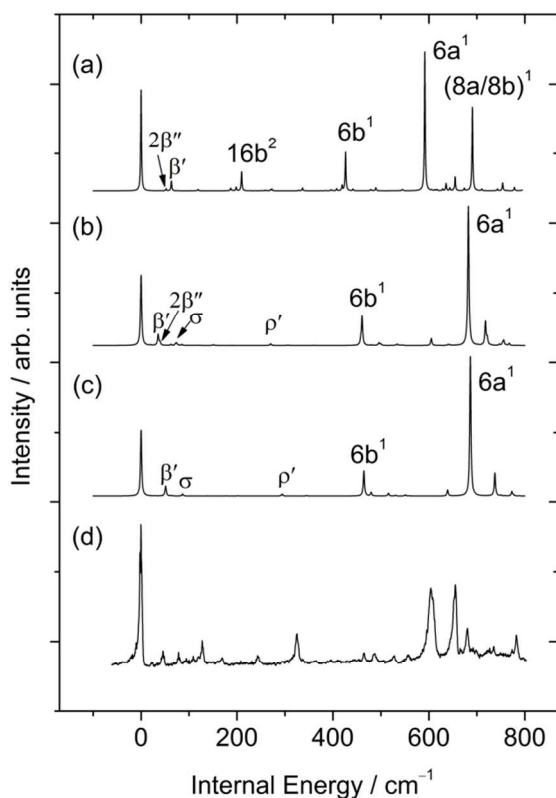 6a¹
(a)
(8a/8b)¹
16b²
6b¹
2β″
β′
(b)
6a¹
6b¹
β′
2β″
σ
ρ′
(c)
6a¹
6b¹
β′
σ
ρ′
(d)
Intensity / arb. units
0
200
400
600
800
Internal Energy / cm⁻¹